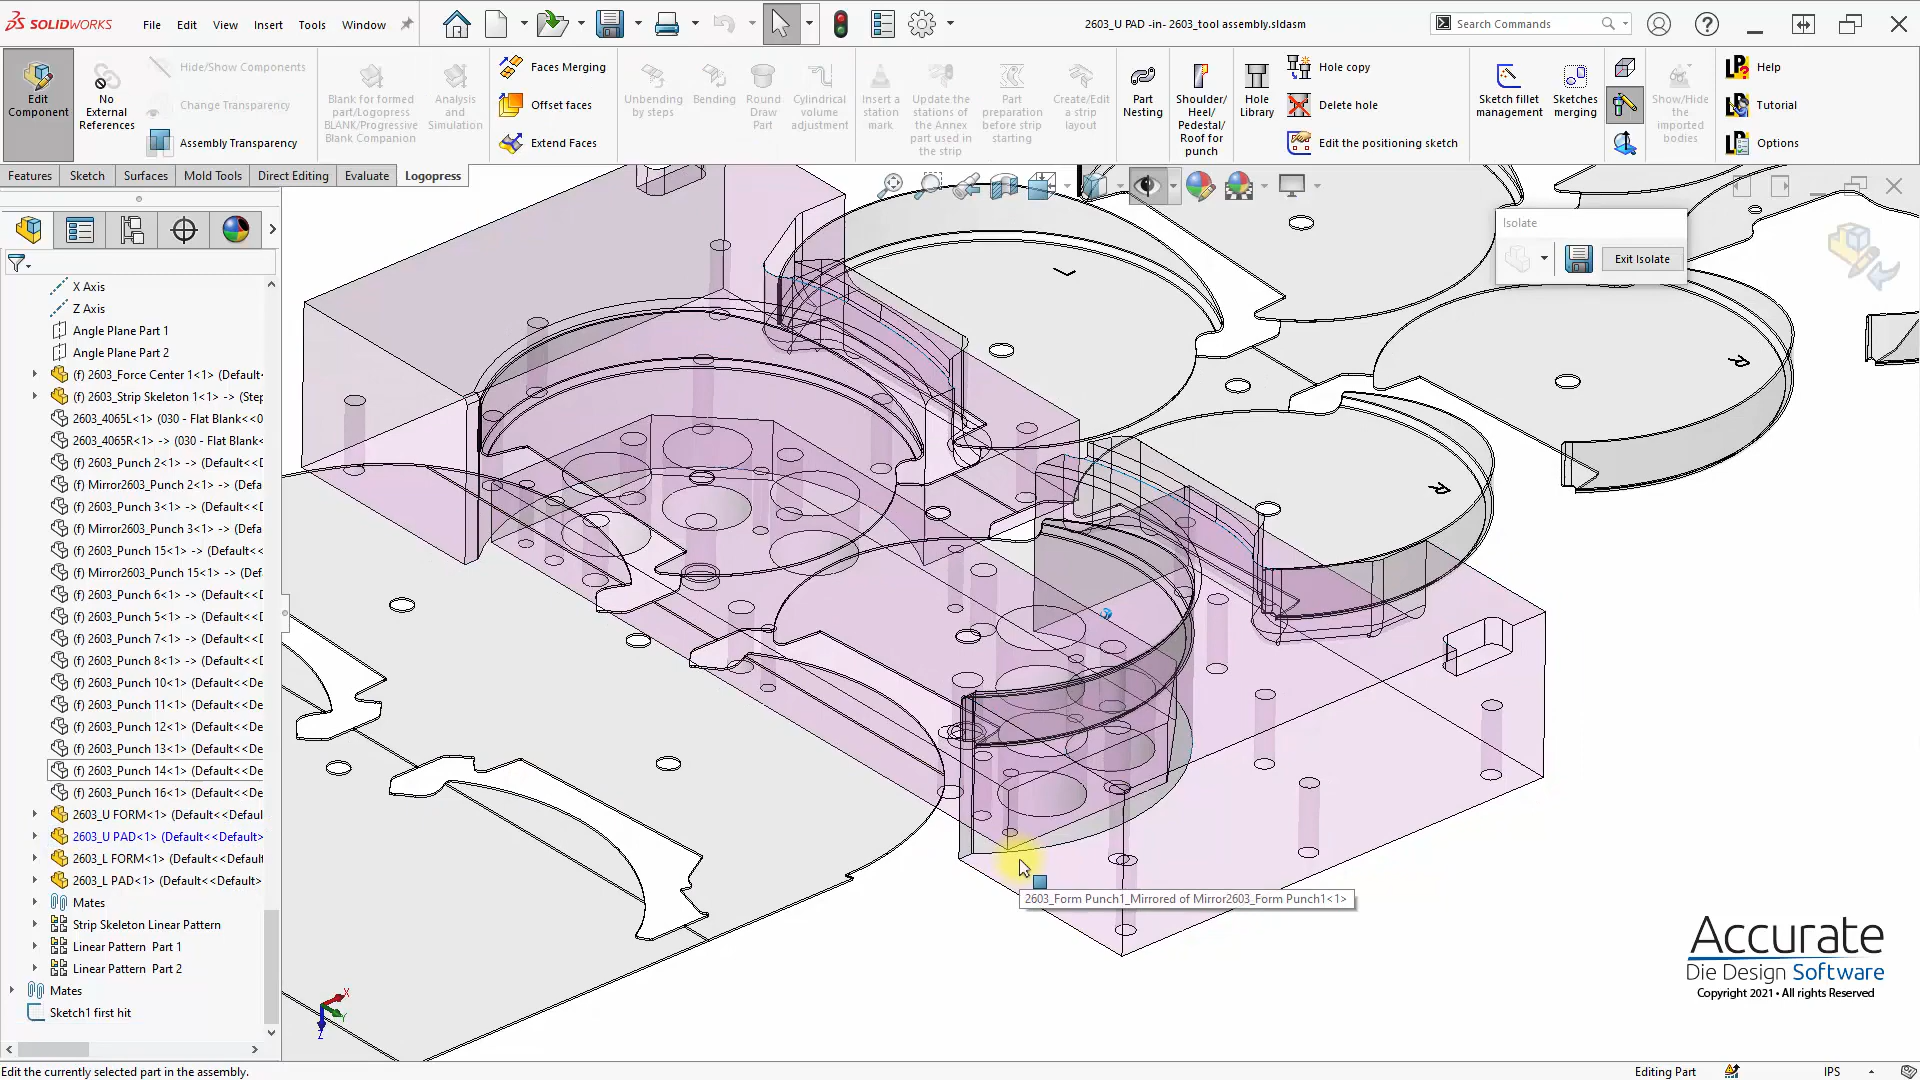 SOLIDWORKS
File
Edit
View
Insert
Tools
Window
2603_U PAD -in- 2603_tool assembly.sldasm
Search Commands
Edit
Component
No
External
References
Hide/Show Components
Change Transparency
Assembly Transparency
Blank for formed
part/Logopress
BLANK/Progressive
Blank Companion
Analysis
and
Simulation
Faces Merging
Offset faces
Extend Faces
Unbending
by steps
Bending
Round
Draw
Part
Cylindrical
volume
adjustment
Insert a
station
mark
Update the
stations of
the Annex
part used in
the strip
Part
preparation
before strip
starting
Create/Edit
a strip
layout
Part
Nesting
Shoulder/
Heel/
Pedestal/
Roof for
punch
Hole
Library
Hole copy
Delete hole
Edit the positioning sketch
Sketch fillet
management
Sketches
merging
Show/Hide
the
imported
bodies
Help
Tutorial
Options
Features
Sketch
Surfaces
Mold Tools
Direct Editing
Evaluate
Logopress
Isolate
Exit Isolate
X Axis
Z Axis
Angle Plane Part 1
Angle Plane Part 2
(f) 2603_Force Center 1<1> (Default
(f) 2603_Strip Skeleton 1<1> -> (Step
2603_4065L<1> (030 - Flat Blank<<0
2603_4065R<1> -> (030 - Flat Blank<
(f) 2603_Punch 2<1> -> (Default<<D
(f) Mirror2603_Punch 2<1> -> (Defa
(f) 2603_Punch 3<1> -> (Default<<D
(f) Mirror2603_Punch 3<1> -> (Defa
(f) 2603_Punch 15<1> -> (Default<<
(f) Mirror2603_Punch 15<1> -> (Def
(f) 2603_Punch 6<1> -> (Default<<D
(f) 2603_Punch 5<1> -> (Default<<D
(f) 2603_Punch 7<1> -> (Default<<D
(f) 2603_Punch 8<1> -> (Default<<D
(f) 2603_Punch 10<1> (Default<<De
(f) 2603_Punch 11<1> (Default<<De
(f) 2603_Punch 12<1> (Default<<De
(f) 2603_Punch 13<1> (Default<<De
(f) 2603_Punch 14<1> (Default<<De
(f) 2603_Punch 16<1> (Default<<De
2603_U FORM<1> (Default<<Default
2603_U PAD<1> (Default<<Default>
2603_L FORM<1> (Default<<Default
2603_L PAD<1> (Default<<Default>
Mates
Strip Skeleton Linear Pattern
Linear Pattern Part 1
Linear Pattern Part 2
Mates
Sketch1 first hit
L
R
R
2603_Form Punch1_Mirrored of Mirror2603_Form Punch1<1>
X
Y
Z
Accurate
Die Design Software
Copyright 2021 • All rights Reserved
Edit the currently selected part in the assembly.
Editing Part
IPS